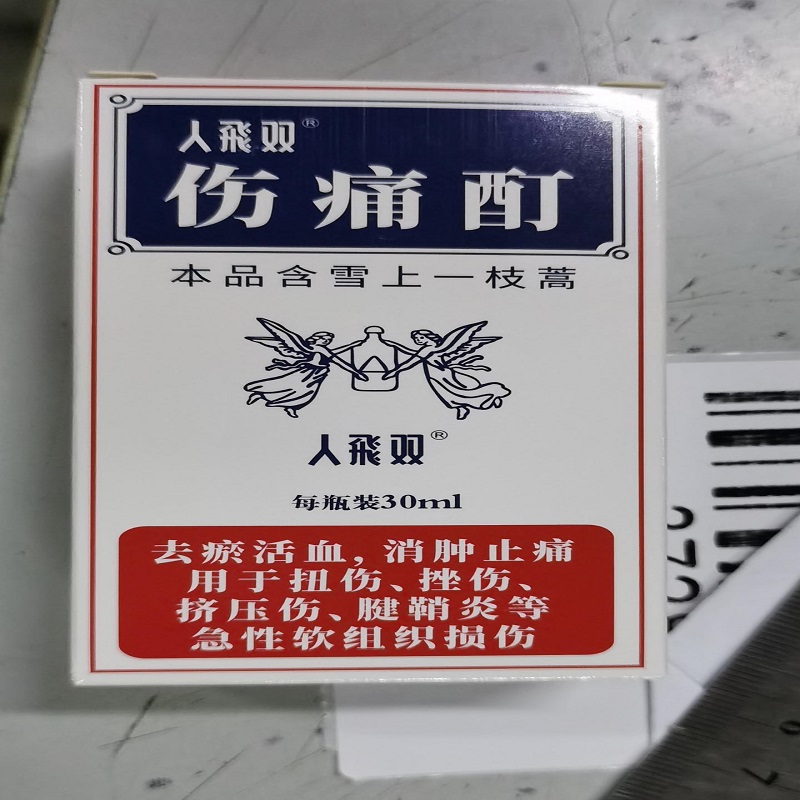 人飛双®
伤痛酊
本品含雪上一枝蒿
人飛双®
每瓶装30ml
去瘀活血,消肿止痛
用于扭伤、挫伤、
挤压伤、腱鞘炎等
急性软组织损伤